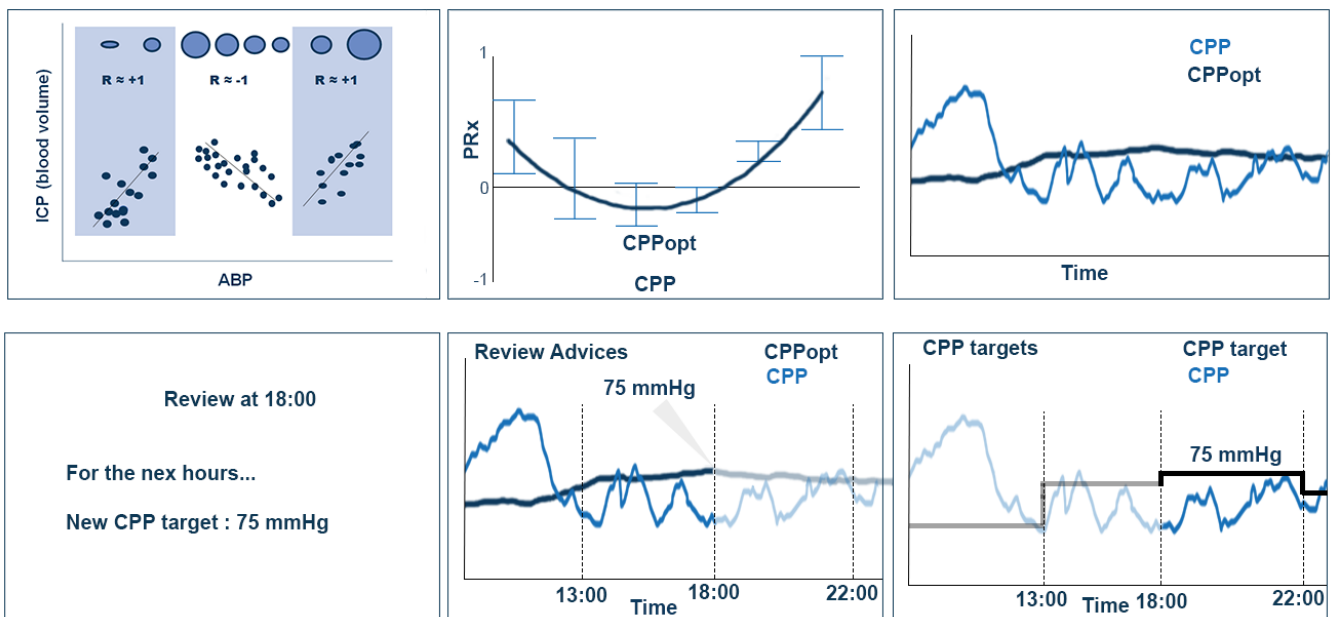 R ≈ +1
R ≈ -1
R ≈ +1
ICP (blood volume)
ABP
1
PRx
0
CPPopt
-1
CPP
CPP
CPPopt
Time
Review at 18:00
For the nex hours...
New CPP target : 75 mmHg
Review Advices
CPPopt
CPP
75 mmHg
13:00
18:00
22:00
Time
CPP targets
CPP target
CPP
75 mmHg
13:00
Time
18:00
22:00